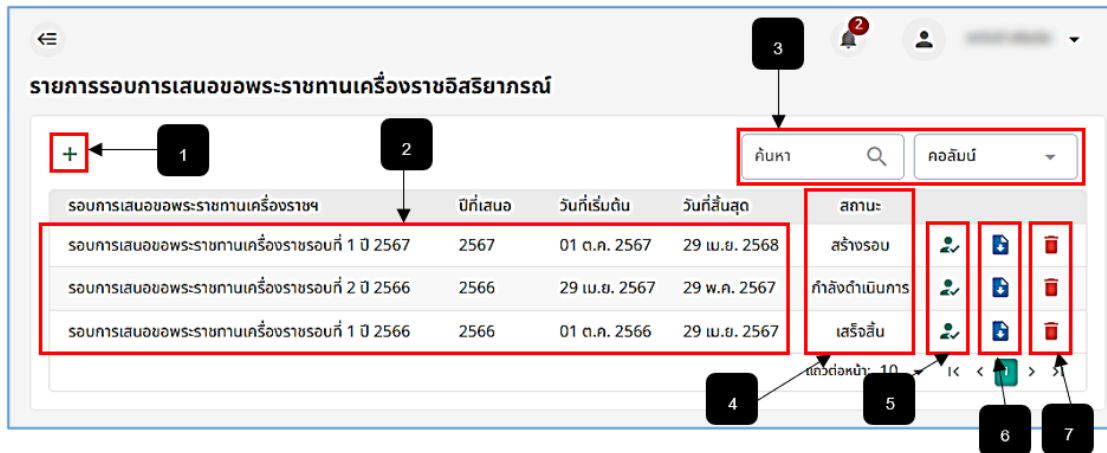 2
3
รายการรอบการเสนอขอพระราชทานเครื่องราชอิสริยาภรณ์
+ 1 2 ค้นหา คอลัมน์
รอบการเสนอขอพระราชทานเครื่องราชฯ ปีที่เสนอ วันที่เริ่มต้น วันที่สิ้นสุด สถานะ
รอบการเสนอขอพระราชทานเครื่องราชรอบที่ 1 ปี 2567 2567 01 ต.ค. 2567 29 เม.ย. 2568 สร้างรอบ
รอบการเสนอขอพระราชทานเครื่องราชรอบที่ 2 ปี 2566 2566 29 เม.ย. 2567 29 พ.ค. 2567 กำลังดำเนินการ
รอบการเสนอขอพระราชทานเครื่องราชรอบที่ 1 ปี 2566 2566 01 ต.ค. 2566 29 เม.ย. 2567 เสร็จสิ้น
แถวต่อหน้า: 10 1
4 5
6 7